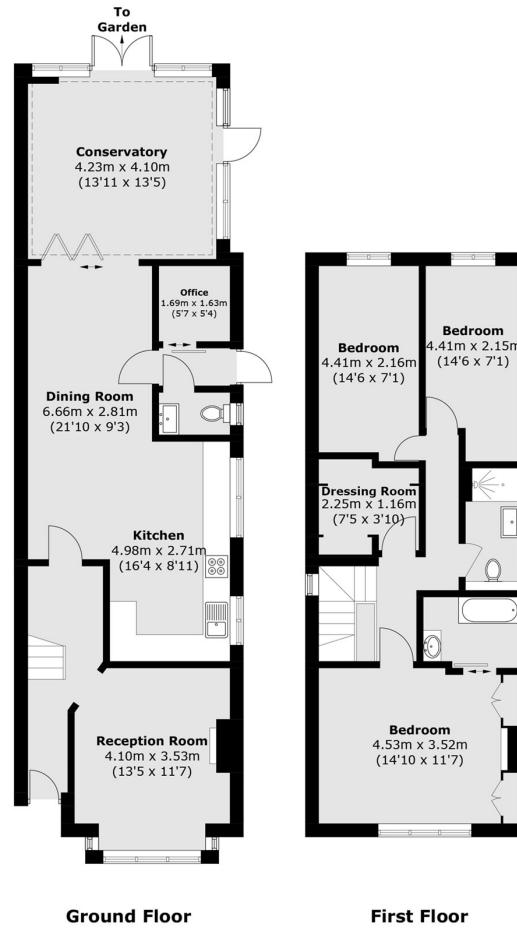 To
Garden
Conservatory
4.23m x 4.10m
(13'11 x 13'5)
Office
1.69m x 1.63m
(5'7 x 5'4)
Dining Room
6.66m x 2.81m
(21'10 x 9'3)
Kitchen
4.98m x 2.71m
(16'4 x 8'11)
Reception Room
4.10m x 3.53m
(13'5 x 11'7)
Ground Floor
Bedroom
4.41m x 2.16m
(14'6 x 7'1)
Bedroom
4.41m x 2.15m
(14'6 x 7'1)
Dressing Room
2.25m x 1.16m
(7'5 x 3'10)
Bedroom
4.53m x 3.52m
(14'10 x 11'7)
First Floor